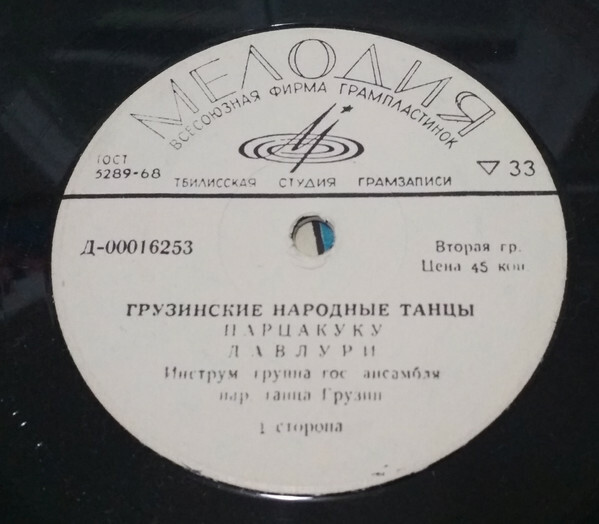 МЕЛОДИЯ
ВСЕСОЮЗНАЯ ФИРМА ГРАМПЛАСТИНОК
ГОСТ
5289-68
▽ 33
ТБИЛИССКАЯ СТУДИЯ ГРАМЗАПИСИ
Д-00016253
Вторая гр.
Цена 45 коп
ГРУЗИНСКИЕ НАРОДНЫЕ ТАНЦЫ
ПАРЦАКУКУ
ДАВЛУРИ
Инструм группа гос ансамбля
нар. танца Грузии
1 сторона